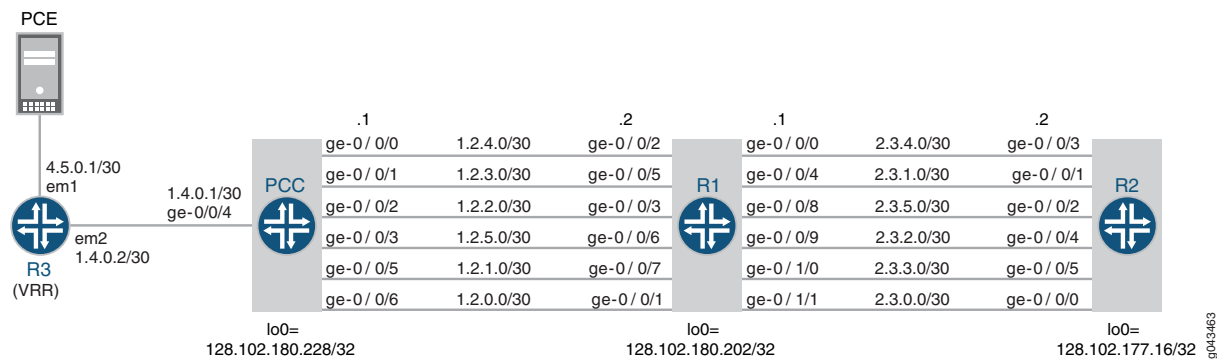 PCE
4.5.0.1/30
em1
1.4.0.1/30
ge-0/0/4
em2
1.4.0.2/30
R3
(VRR)
PCC
R1
R2
.1 .2 .1 .2
ge-0/0/0 1.2.4.0/30 ge-0/0/2 ge-0/0/0 2.3.4.0/30 ge-0/0/3
ge-0/0/1 1.2.3.0/30 ge-0/0/5 ge-0/0/4 2.3.1.0/30 ge-0/0/1
ge-0/0/2 1.2.2.0/30 ge-0/0/3 ge-0/0/8 2.3.5.0/30 ge-0/0/2
ge-0/0/3 1.2.5.0/30 ge-0/0/6 ge-0/0/9 2.3.2.0/30 ge-0/0/4
ge-0/0/5 1.2.1.0/30 ge-0/0/7 ge-0/1/0 2.3.3.0/30 ge-0/0/5
ge-0/0/6 1.2.0.0/30 ge-0/0/1 ge-0/1/1 2.3.0.0/30 ge-0/0/0
lo0= lo0= lo0=
128.102.180.228/32 128.102.180.202/32 128.102.177.16/32
g043463